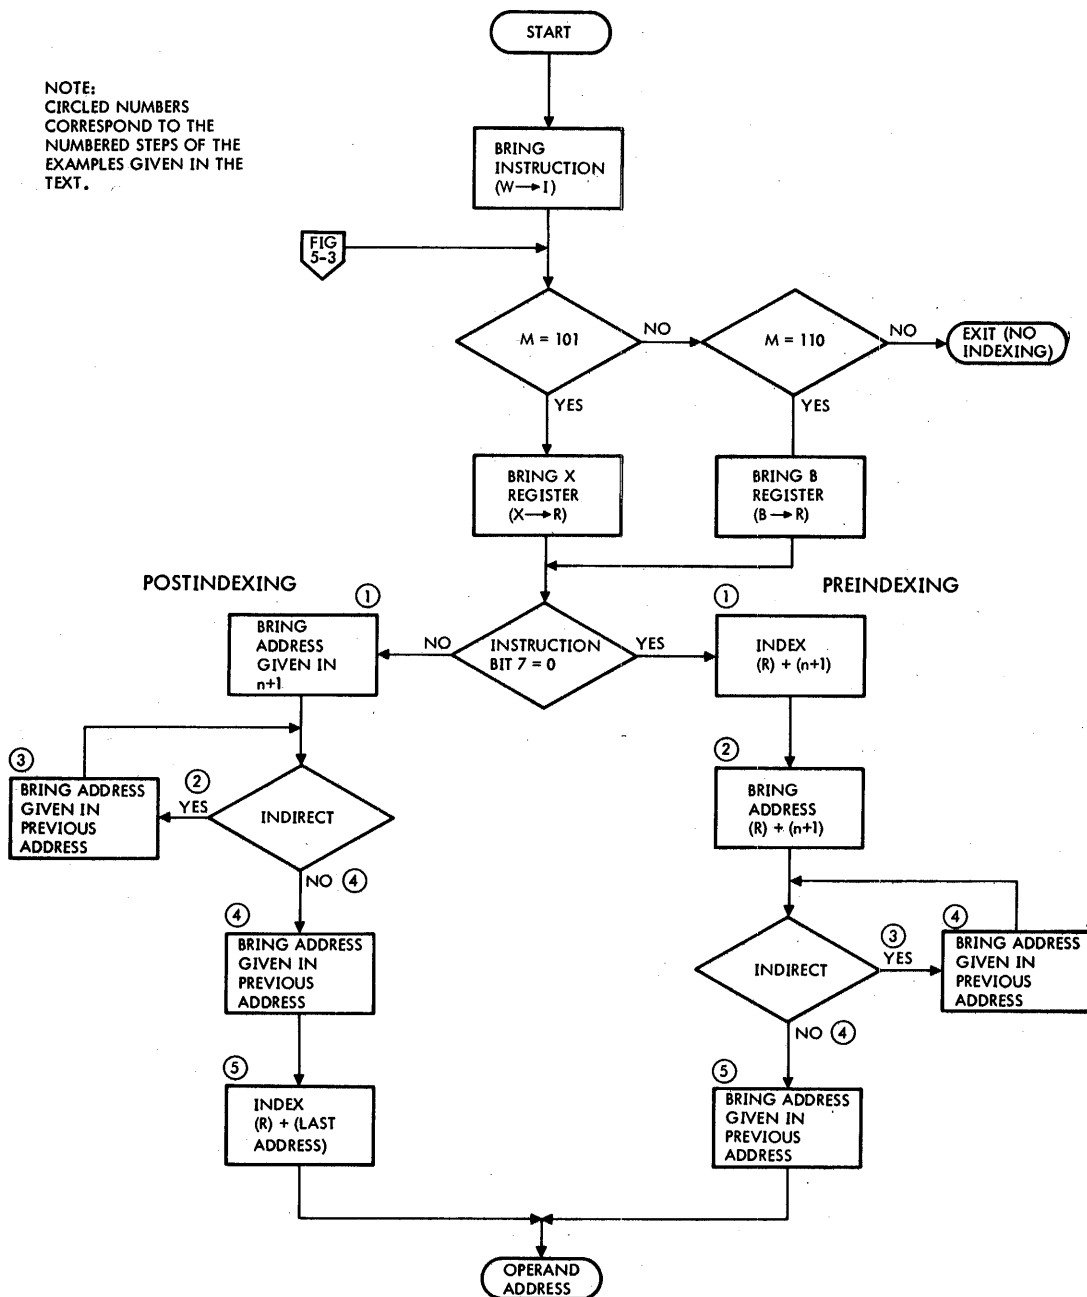 START
NOTE:
CIRCLED NUMBERS
CORRESPOND TO THE
NUMBERED STEPS OF THE
EXAMPLES GIVEN IN THE
TEXT.
BRING
INSTRUCTION
(W→I)
FIG
5-3
M = 101
NO
M = 110
NO
EXIT (NO
INDEXING)
YES
YES
BRING X
REGISTER
(X→R)
BRING B
REGISTER
(B→R)
POSTINDEXING
PREINDEXING
①
BRING
ADDRESS
GIVEN IN
n+1
NO
INSTRUCTION
BIT 7 = 0
YES
①
INDEX
(R) + (n+1)
③
BRING ADDRESS
GIVEN IN
PREVIOUS
ADDRESS
②
YES
INDIRECT
②
BRING
ADDRESS
(R) + (n+1)
NO ④
④
BRING ADDRESS
GIVEN IN
PREVIOUS
ADDRESS
INDIRECT
③
YES
④
BRING ADDRESS
GIVEN IN
PREVIOUS
ADDRESS
NO ④
⑤
INDEX
(R) + (LAST
ADDRESS)
⑤
BRING ADDRESS
GIVEN IN
PREVIOUS
ADDRESS
OPERAND
ADDRESS